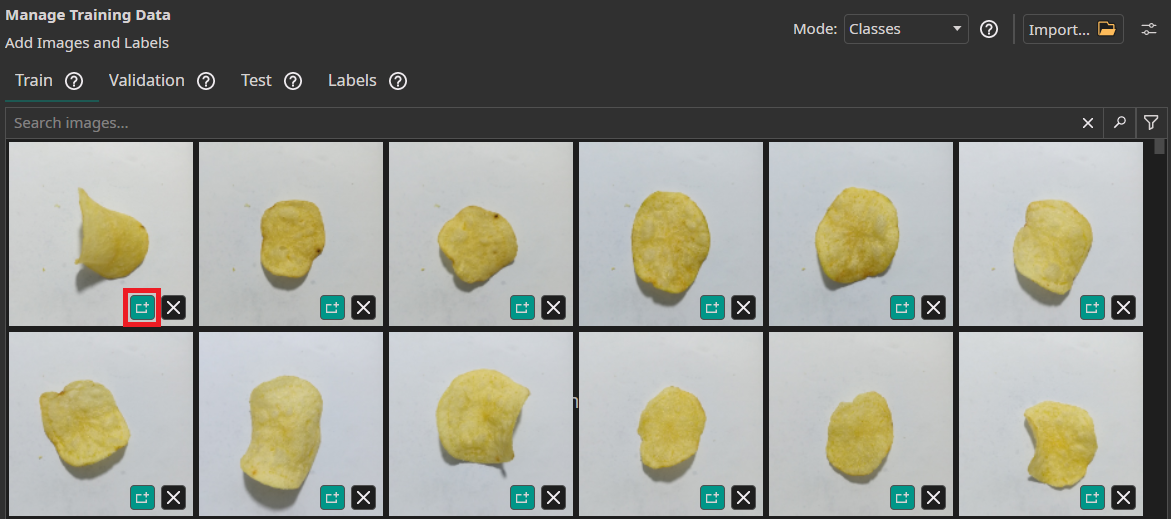 Manage Training Data
Add Images and Labels
Mode: Classes
Import...
Train Validation Test Labels
Search images...